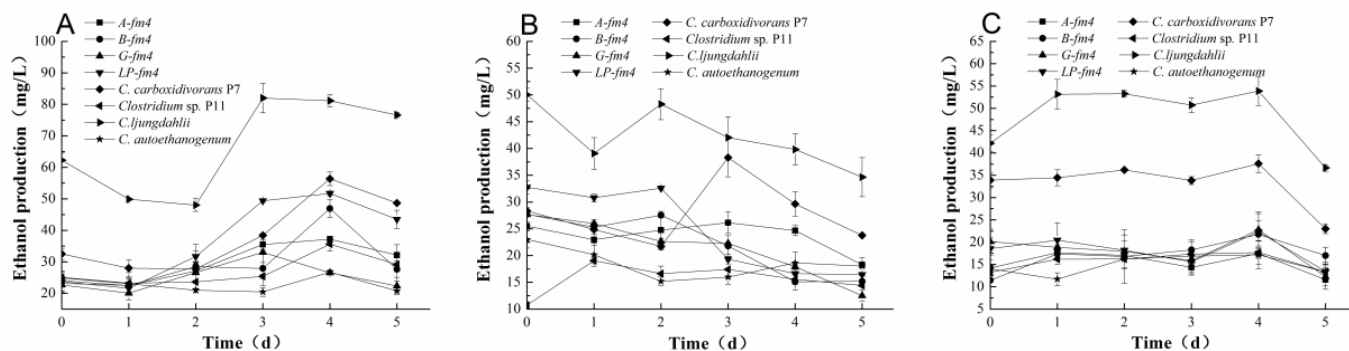 A
Ethanol production (mg/L)
100
90
80
70
60
50
40
30
20
A-fm4
B-fm4
G-fm4
LP-fm4
C. carboxidivorans P7
Clostridium sp. P11
C.ljungdahlii
C. autoethanogenum
0 1 2 3 4 5
Time (d)
B
Ethanol production (mg/L)
60
55
50
45
40
35
30
25
20
15
10
A-fm4
B-fm4
G-fm4
LP-fm4
C. carboxidivorans P7
Clostridium sp. P11
C.ljungdahlii
C. autoethanogenum
0 1 2 3 4 5
Time (d)
C
Ethanol production (mg/L)
65
60
55
50
45
40
35
30
25
20
15
10
5
A-fm4
B-fm4
G-fm4
LP-fm4
C. carboxidivorans P7
Clostridium sp. P11
C.ljungdahlii
C. autoethanogenum
0 1 2 3 4 5
Time (d)